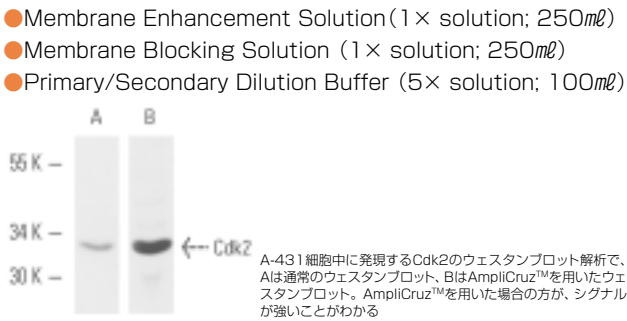 ●Membrane Enhancement Solution（1× solution; 250㎖）
●Membrane Blocking Solution（1× solution; 250㎖）
●Primary/Secondary Dilution Buffer（5× solution; 100㎖）
A B
55 K –
34 K –
Cdk2
30 K –
A-431細胞中に発現するCdk2のウェスタンブロット解析で、
Aは通常のウェスタンブロット、BはAmpliCruz™を用いたウェ
スタンブロット。AmpliCruz™を用いた場合の方が、シグナル
が強いことがわかる